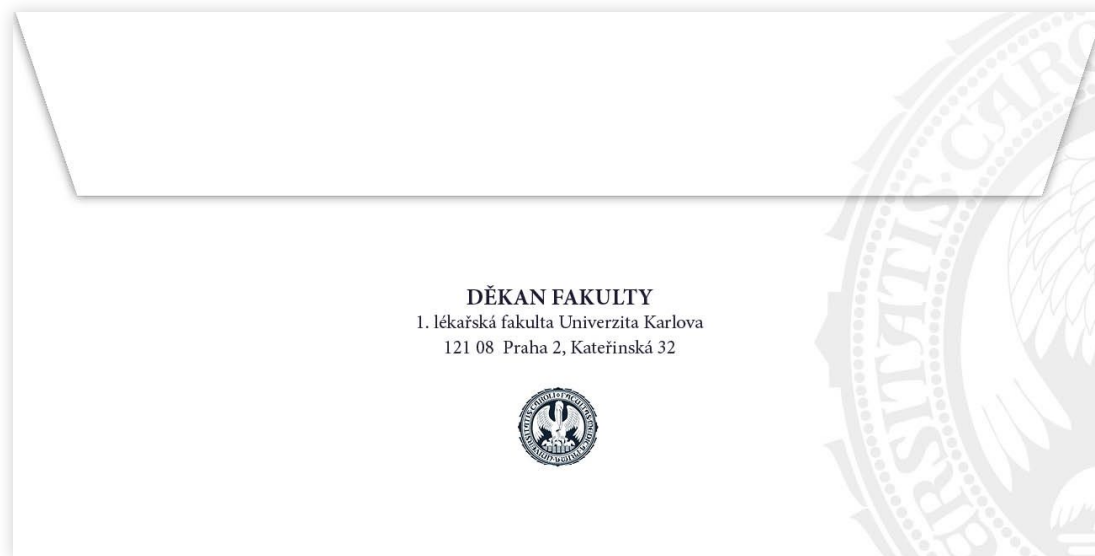 DĚKAN FAKULTY
1. lékařská fakulta Univerzita Karlova
121 08 Praha 2, Kateřinská 32